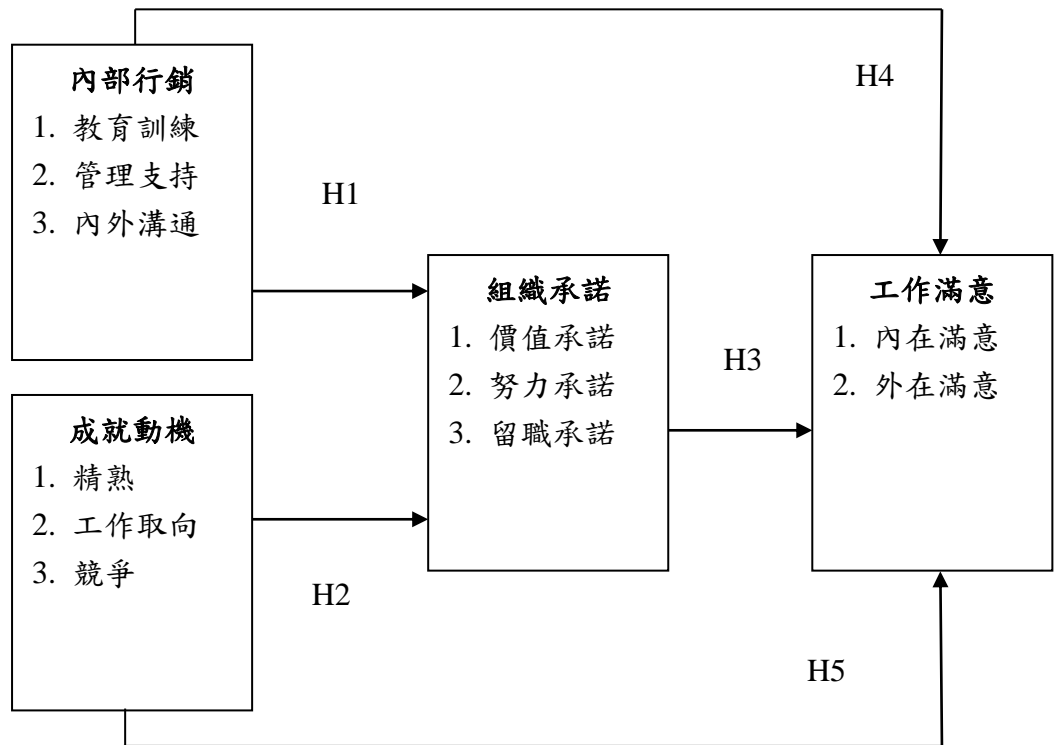 內部行銷
1. 教育訓練
2. 管理支持
3. 內外溝通
H1
H4
組織承諾
1. 價值承諾
2. 努力承諾
3. 留職承諾
H3
工作滿意
1. 內在滿意
2. 外在滿意
成就動機
1. 精熟
2. 工作取向
3. 競爭
H2
H5